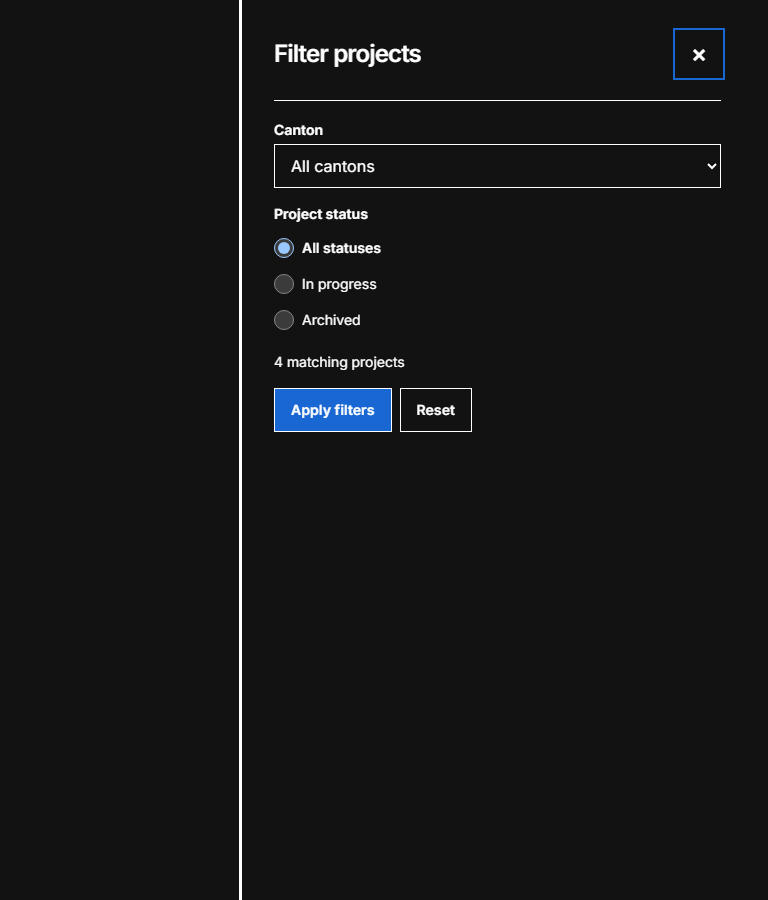 Filter projects
×
Canton
All cantons
Project status
All statuses
In progress
Archived
4 matching projects
Apply filters
Reset